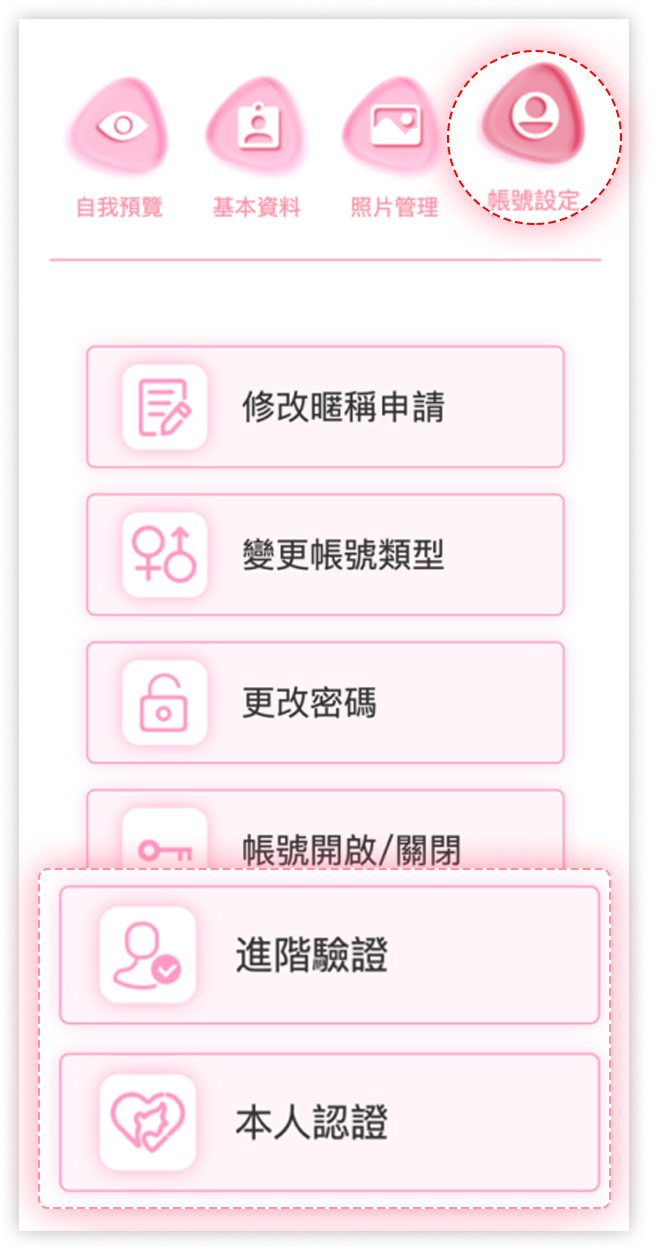 自我預覽
基本資料
照片管理
帳號設定
修改暱稱申請
變更帳號類型
更改密碼
帳號開啟/關閉
進階驗證
本人認證